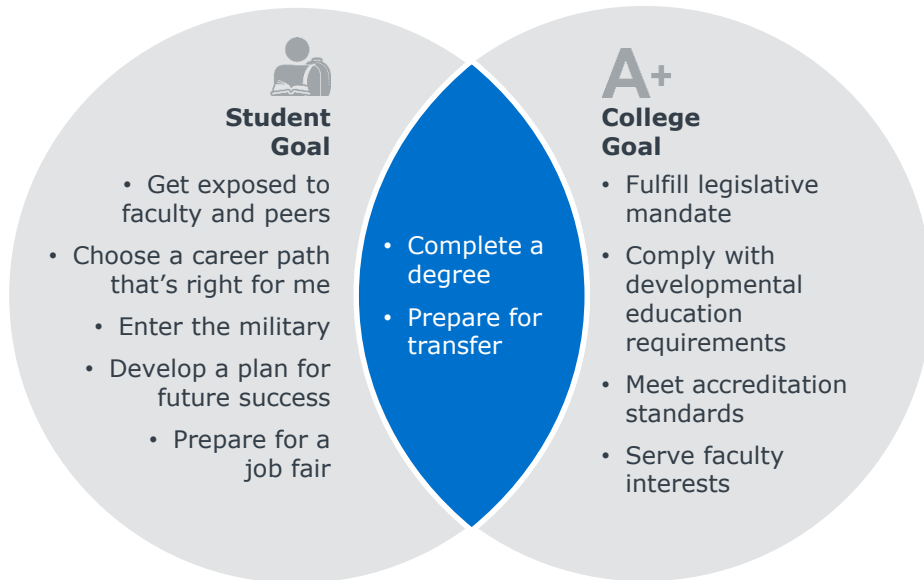 Student
Goal
• Get exposed to
faculty and peers
• Choose a career path
that's right for me
• Enter the military
• Develop a plan for
future success
• Prepare for a
job fair
• Complete a
degree
• Prepare for
transfer
A+
College
Goal
• Fulfill legislative
mandate
• Comply with
developmental
education
requirements
• Meet accreditation
standards
• Serve faculty
interests